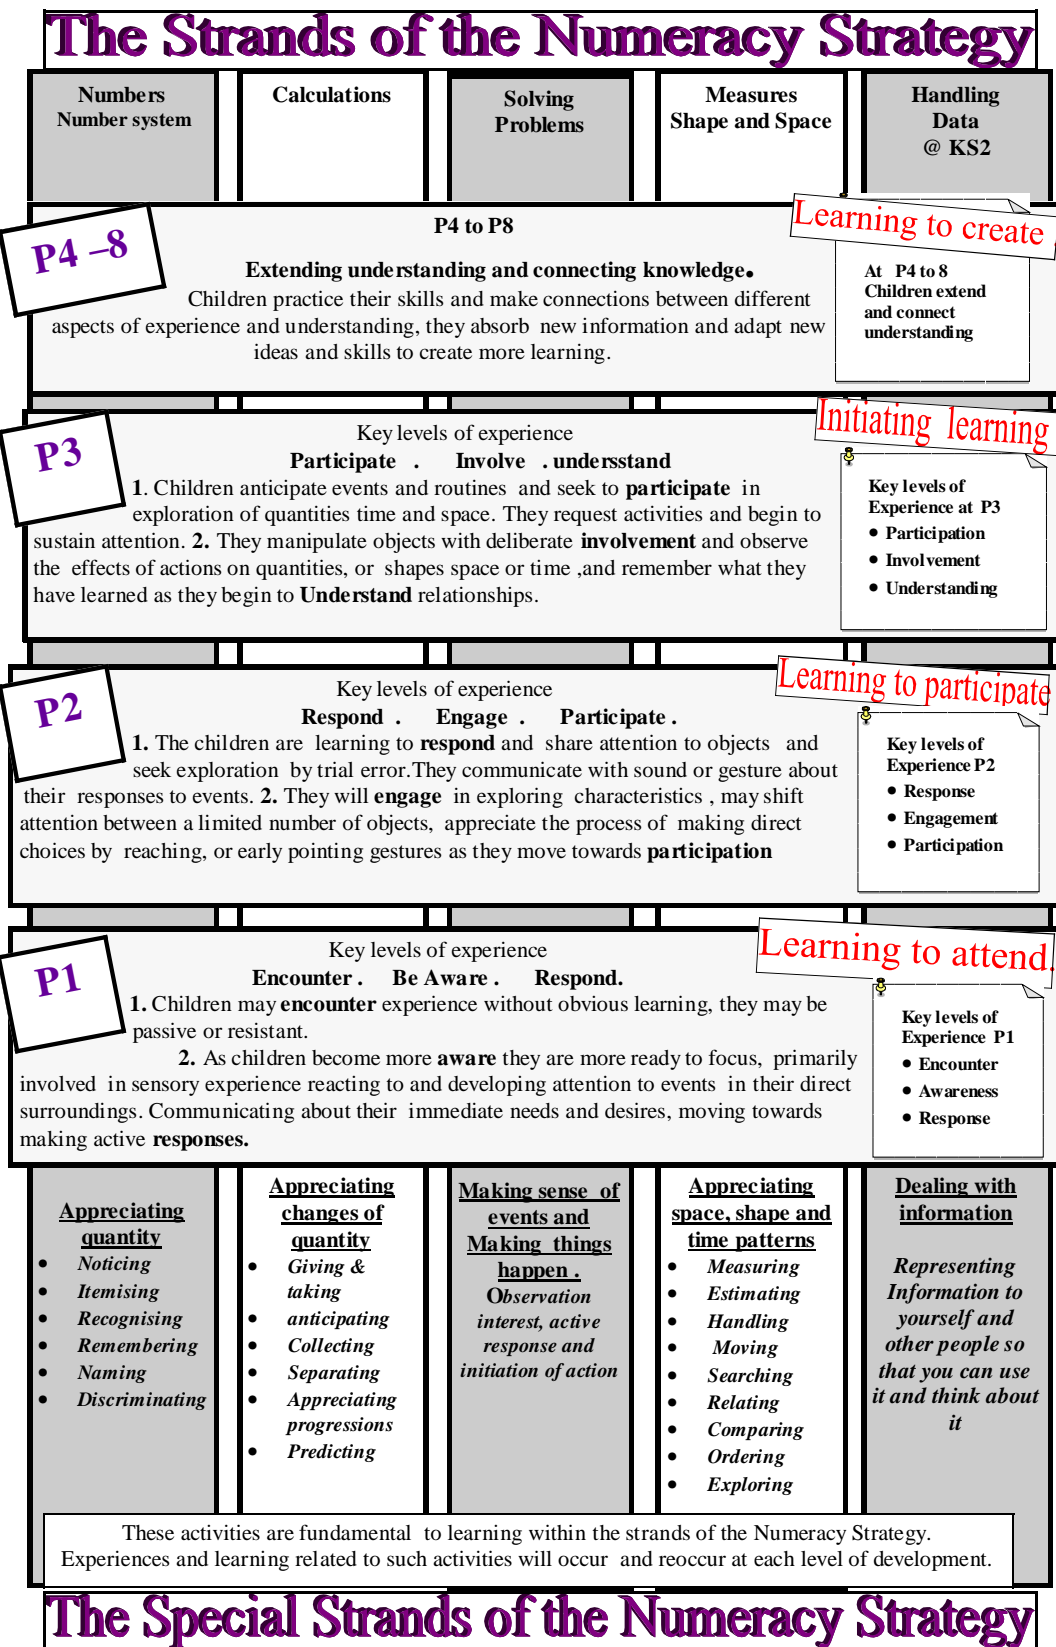 The Strands of the Numeracy Strategy
Numbers
Number system
Calculations
Solving
Problems
Measures
Shape and Space
Handling
Data
@ KS2
P4 –8
P4 to P8
Extending understanding and connecting knowledge.
Children practice their skills and make connections between different
aspects of experience and understanding, they absorb new information and adapt new
ideas and skills to create more learning.
Learning to create .
At P4 to 8
Children extend
and connect
understanding
P3
Key levels of experience
Participate . Involve . undersstand
1. Children anticipate events and routines and seek to participate in
exploration of quantities time and space. They request activities and begin to
sustain attention. 2. They manipulate objects with deliberate involvement and observe
the effects of actions on quantities, or shapes space or time ,and remember what they
have learned as they begin to Understand relationships.
Initiating learning
Key levels of
Experience at P3
• Participation
• Involvement
• Understanding
P2
Key levels of experience
Respond . Engage . Participate .
1. The children are learning to respond and share attention to objects and
seek exploration by trial error.They communicate with sound or gesture about
their responses to events. 2. They will engage in exploring characteristics , may shift
attention between a limited number of objects, appreciate the process of making direct
choices by reaching, or early pointing gestures as they move towards participation
Learning to participate
Key levels of
Experience P2
• Response
• Engagement
• Participation
P1
Key levels of experience
Encounter . Be Aware . Respond.
1. Children may encounter experience without obvious learning, they may be
passive or resistant.
2. As children become more aware they are more ready to focus, primarily
involved in sensory experience reacting to and developing attention to events in their direct
surroundings. Communicating about their immediate needs and desires, moving towards
making active responses.
Learning to attend.
Key levels of
Experience P1
• Encounter
• Awareness
• Response
Appreciating
quantity
• Noticing
• Itemising
• Recognising
• Remembering
• Naming
• Discriminating
Appreciating
changes of
quantity
• Giving &
taking
• anticipating
• Collecting
• Separating
• Appreciating
progressions
• Predicting
Making sense of
events and
Making things
happen .
Observation
interest, active
response and
initiation of action
Appreciating
space, shape and
time patterns
• Measuring
• Estimating
• Handling
• Moving
• Searching
• Relating
• Comparing
• Ordering
• Exploring
Dealing with
information
Representing
Information to
yourself and
other people so
that you can use
it and think about
it
These activities are fundamental to learning within the strands of the Numeracy Strategy.
Experiences and learning related to such activities will occur and reoccur at each level of development.
The Special Strands of the Numeracy Strategy